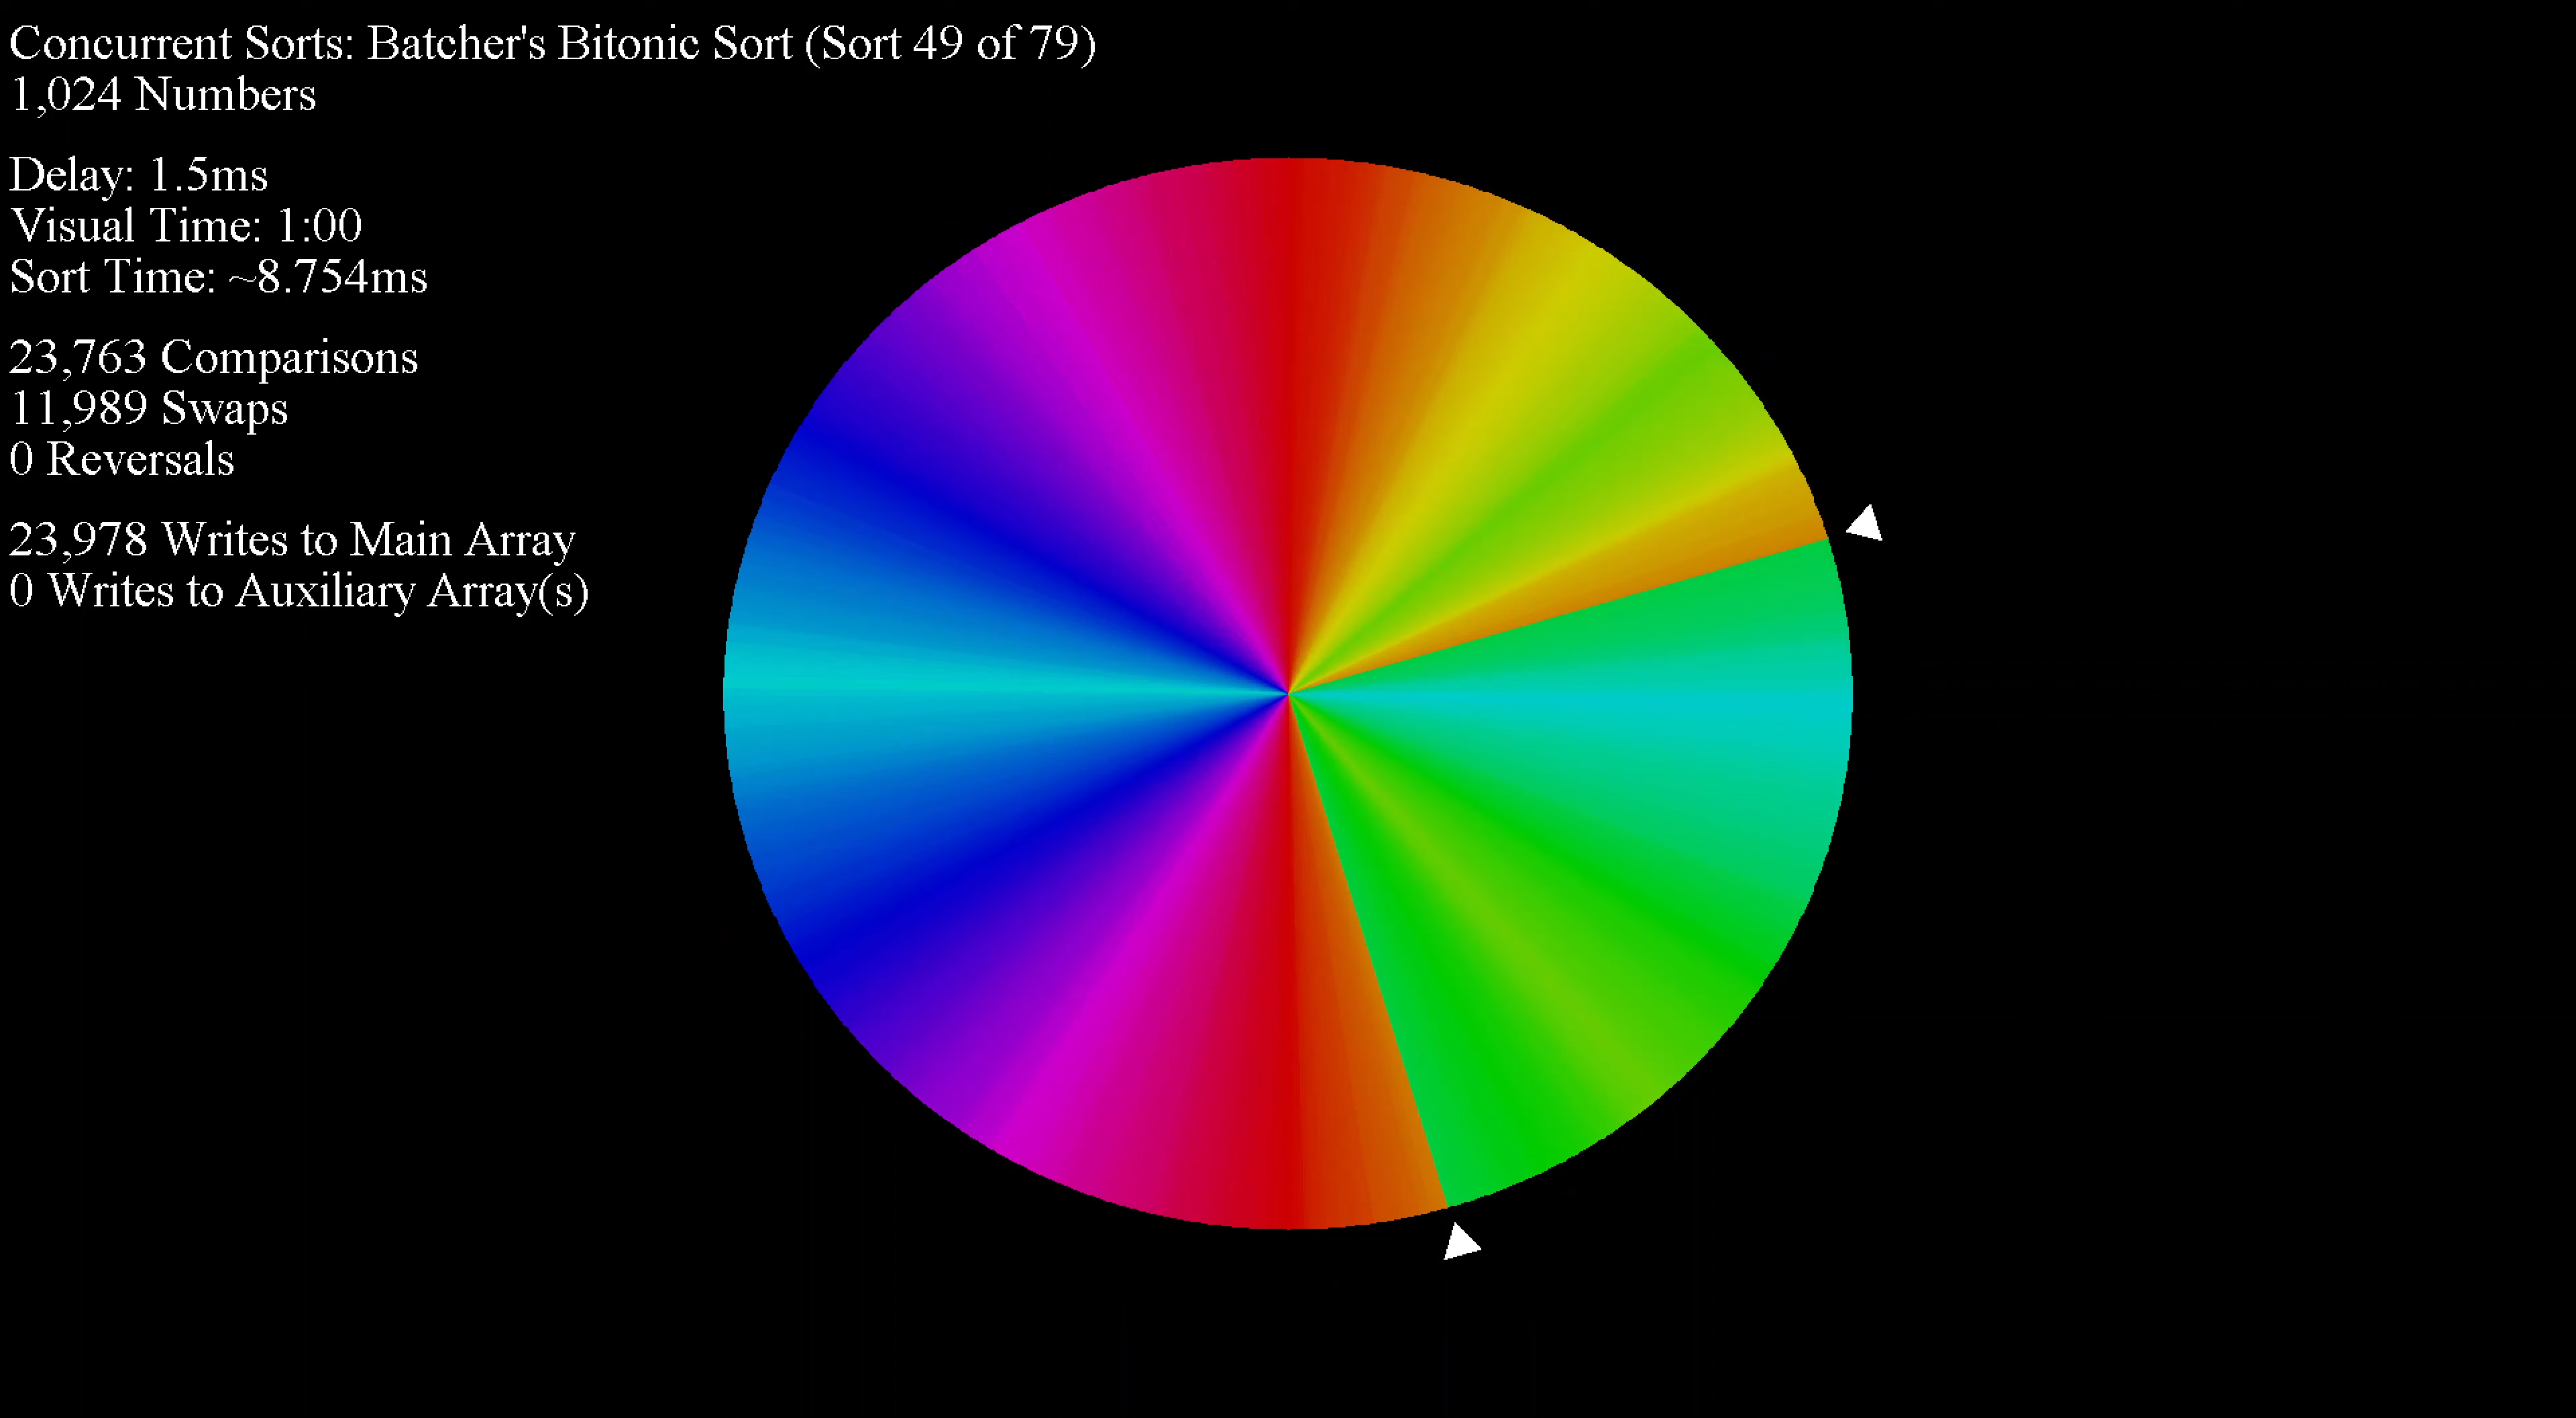 Concurrent Sorts: Batcher's Bitonic Sort (Sort 49 of 79)
1,024 Numbers
Delay: 1.5ms
Visual Time: 1:00
Sort Time: ~8.754ms
23,763 Comparisons
11,989 Swaps
0 Reversals
23,978 Writes to Main Array
0 Writes to Auxiliary Array(s)